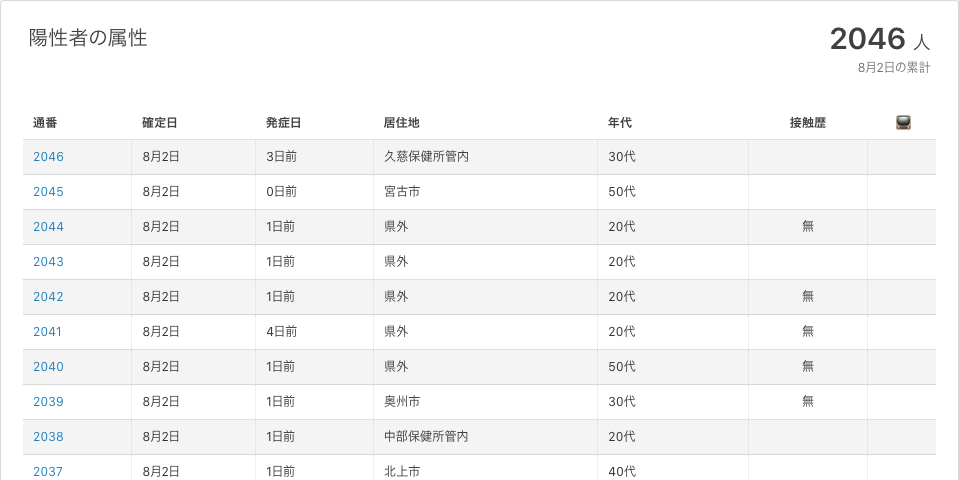 陽性者の属性
2046 人
8月2日の累計
通番 確定日 発症日 居住地 年代 接触歴
2046 8月2日 3日前 久慈保健所管内 30代
2045 8月2日 0日前 宮古市 50代
2044 8月2日 1日前 県外 20代 無
2043 8月2日 1日前 県外 20代
2042 8月2日 1日前 県外 20代 無
2041 8月2日 4日前 県外 20代 無
2040 8月2日 1日前 県外 50代 無
2039 8月2日 1日前 奥州市 30代 無
2038 8月2日 1日前 中部保健所管内 20代
2037 8月2日 1日前 北上市 40代